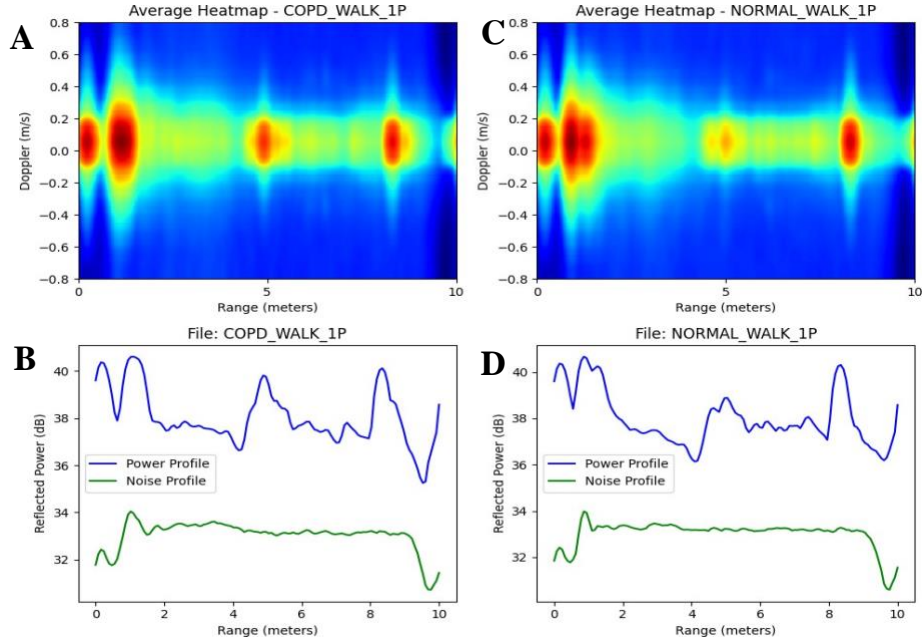 A
Average Heatmap - COPD_WALK_1P
0.8
0.6
0.4
0.2
0.0
−0.2
−0.4
−0.6
−0.8
Doppler (m/s)
0
5
10
Range (meters)
C
Average Heatmap - NORMAL_WALK_1P
0.8
0.6
0.4
0.2
0.0
−0.2
−0.4
−0.6
−0.8
Doppler (m/s)
0
5
10
Range (meters)
B
File: COPD_WALK_1P
40
38
36
34
32
Reflected Power (dB)
Power Profile
Noise Profile
0
2
4
6
8
10
Range (meters)
D
File: NORMAL_WALK_1P
40
38
36
34
32
Reflected Power (dB)
Power Profile
Noise Profile
0
2
4
6
8
10
Range (meters)